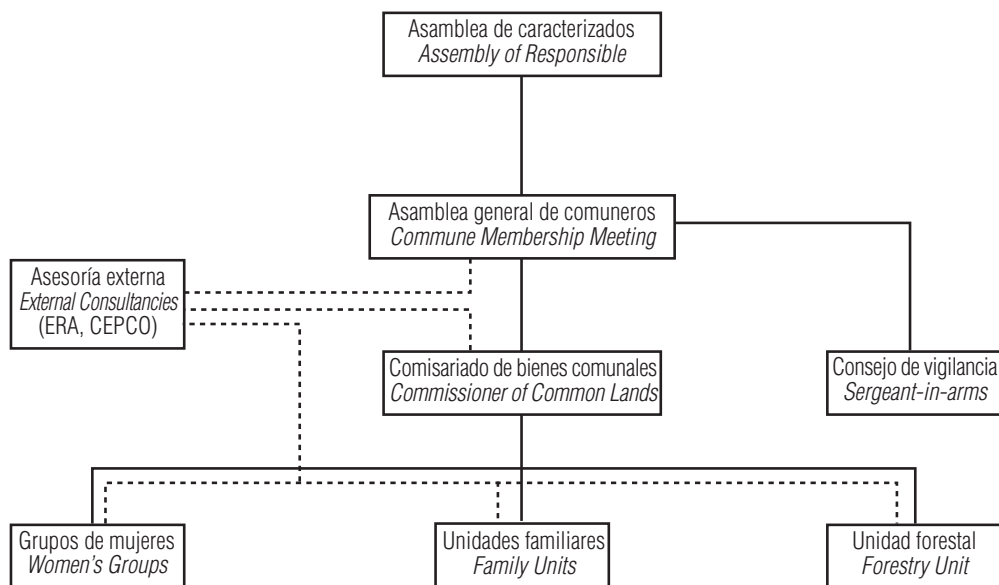 Asamblea de caracterizados
Assembly of Responsible
Asamblea general de comuneros
Commune Membership Meeting
Asesoría externa
External Consultancies
(ERA, CEPCO)
Comisariado de bienes comunales
Commissioner of Common Lands
Consejo de vigilancia
Sergeant-in-arms
Grupos de mujeres
Women's Groups
Unidades familiares
Family Units
Unidad forestal
Forestry Unit